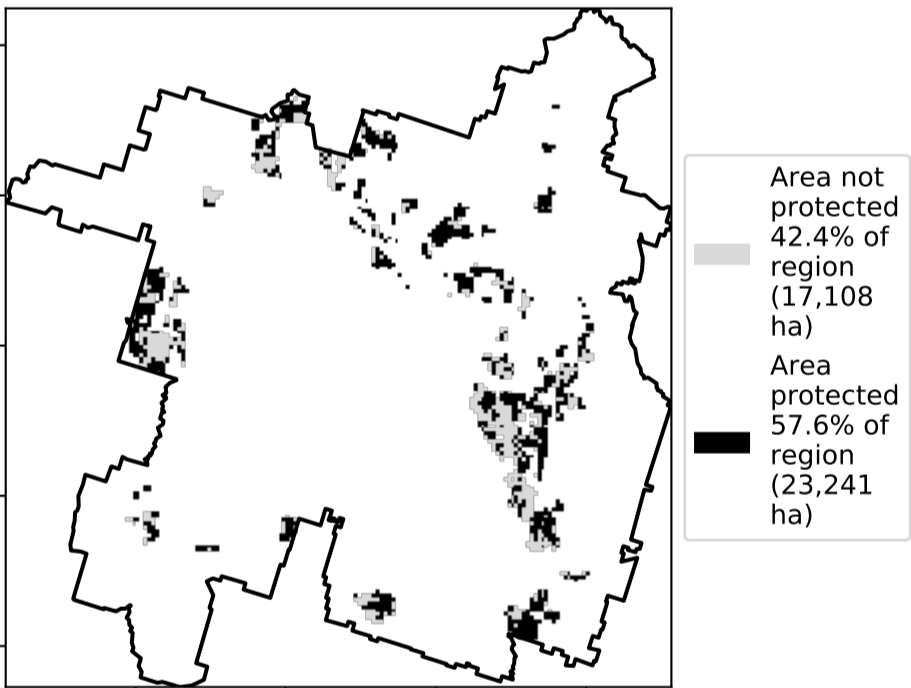 Area not
protected
42.4% of
region
(17,108
ha)
Area
protected
57.6% of
region
(23,241
ha)